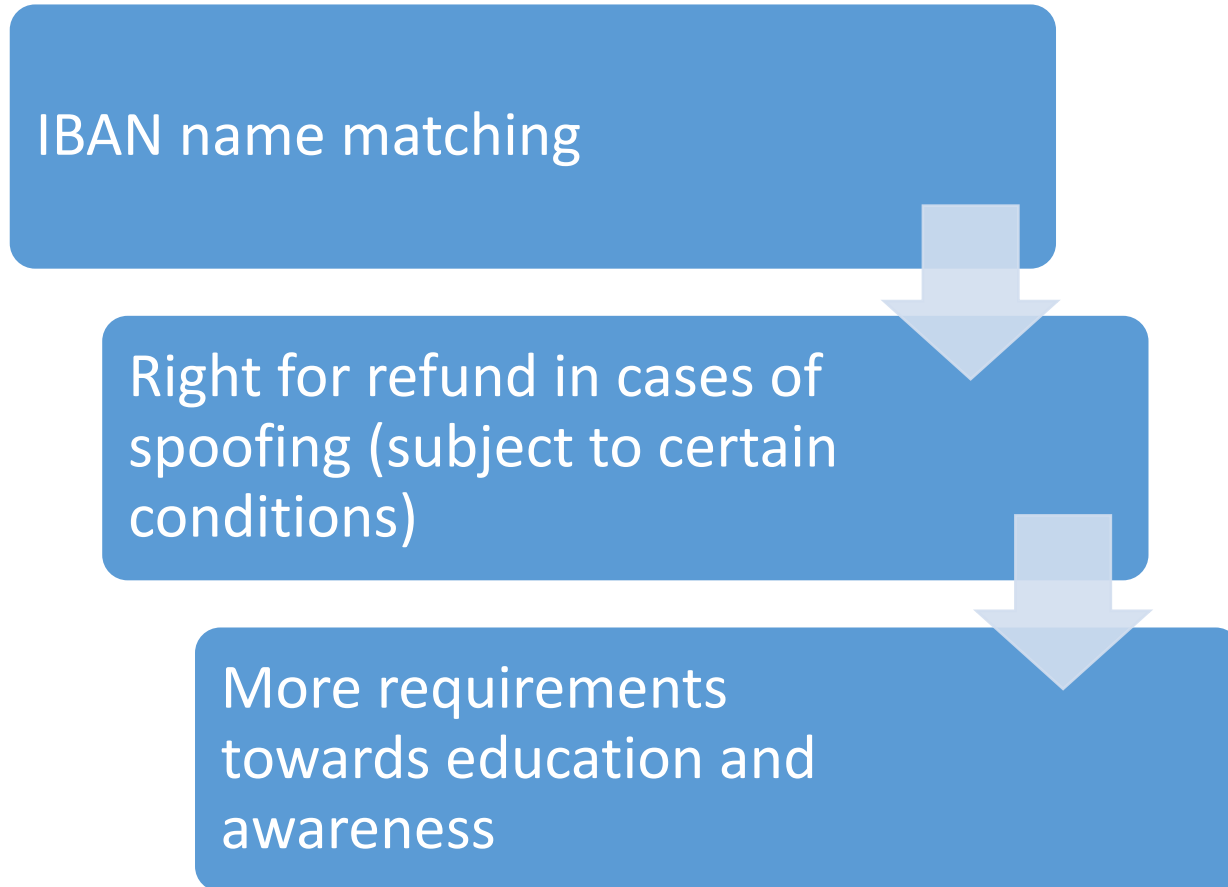 IBAN name matching
Right for refund in cases of
spoofing (subject to certain
conditions)
More requirements
towards education and
awareness